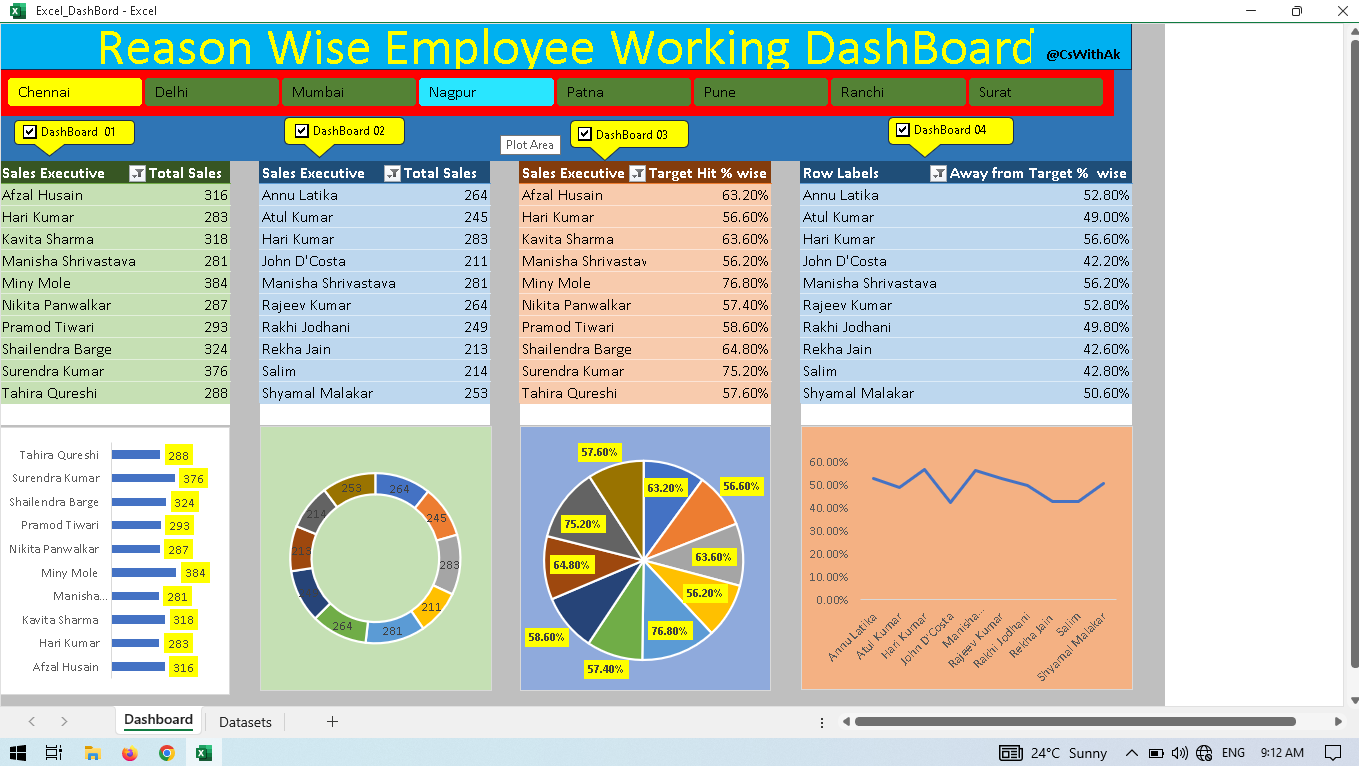 Excel_DashBord - Excel
Reason Wise Employee Working DashBoard
@CsWithAk
Chennai Delhi Mumbai Nagpur Patna Pune Ranchi Surat
DashBoard 01 DashBoard 02 DashBoard 03 DashBoard 04
Plot Area
Sales Executive Total Sales
Afzal Husain 316
Hari Kumar 283
Kavita Sharma 318
Manisha Shrivastava 281
Miny Mole 384
Nikita Panwalkar 287
Pramod Tiwari 293
Shailendra Barge 324
Surendra Kumar 376
Tahira Qureshi 288
Sales Executive Total Sales
Annu Latika 264
Atul Kumar 245
Hari Kumar 283
John D'Costa 211
Manisha Shrivastava 281
Rajeev Kumar 264
Rakhi Jodhani 249
Rekha Jain 213
Salim 214
Shyamal Malakar 253
Sales Executive Target Hit % wise
Afzal Husain 63.20%
Hari Kumar 56.60%
Kavita Sharma 63.60%
Manisha Shrivastav 56.20%
Miny Mole 76.80%
Nikita Panwalkar 57.40%
Pramod Tiwari 58.60%
Shailendra Barge 64.80%
Surendra Kumar 75.20%
Tahira Qureshi 57.60%
Row Labels Away from Target % wise
Annu Latika 52.80%
Atul Kumar 49.00%
Hari Kumar 56.60%
John D'Costa 42.20%
Manisha Shrivastava 56.20%
Rajeev Kumar 52.80%
Rakhi Jodhani 49.80%
Rekha Jain 42.60%
Salim 42.80%
Shyamal Malakar 50.60%
Tahira Qureshi 288
Surendra Kumar 376
Shailendra Barge 324
Pramod Tiwari 293
Nikita Panwalkar 287
Miny Mole 384
Manisha... 281
Kavita Sharma 318
Hari Kumar 283
Afzal Husain 316
253 264
214 245
213 283
211
264 281
57.60%
63.20% 56.60%
75.20%
63.60%
64.80%
56.20%
58.60% 76.80%
57.40%
60.00%
50.00%
40.00%
30.00%
20.00%
10.00%
0.00%
Annu Latika
Atul Kumar
Hari Kumar
John D'Costa
Manisha...
Rajeev Kumar
Rakhi Jodhani
Rekha Jain
Salim
Shyamal Malakar
Dashboard Datasets
24°C Sunny ENG 9:12 AM